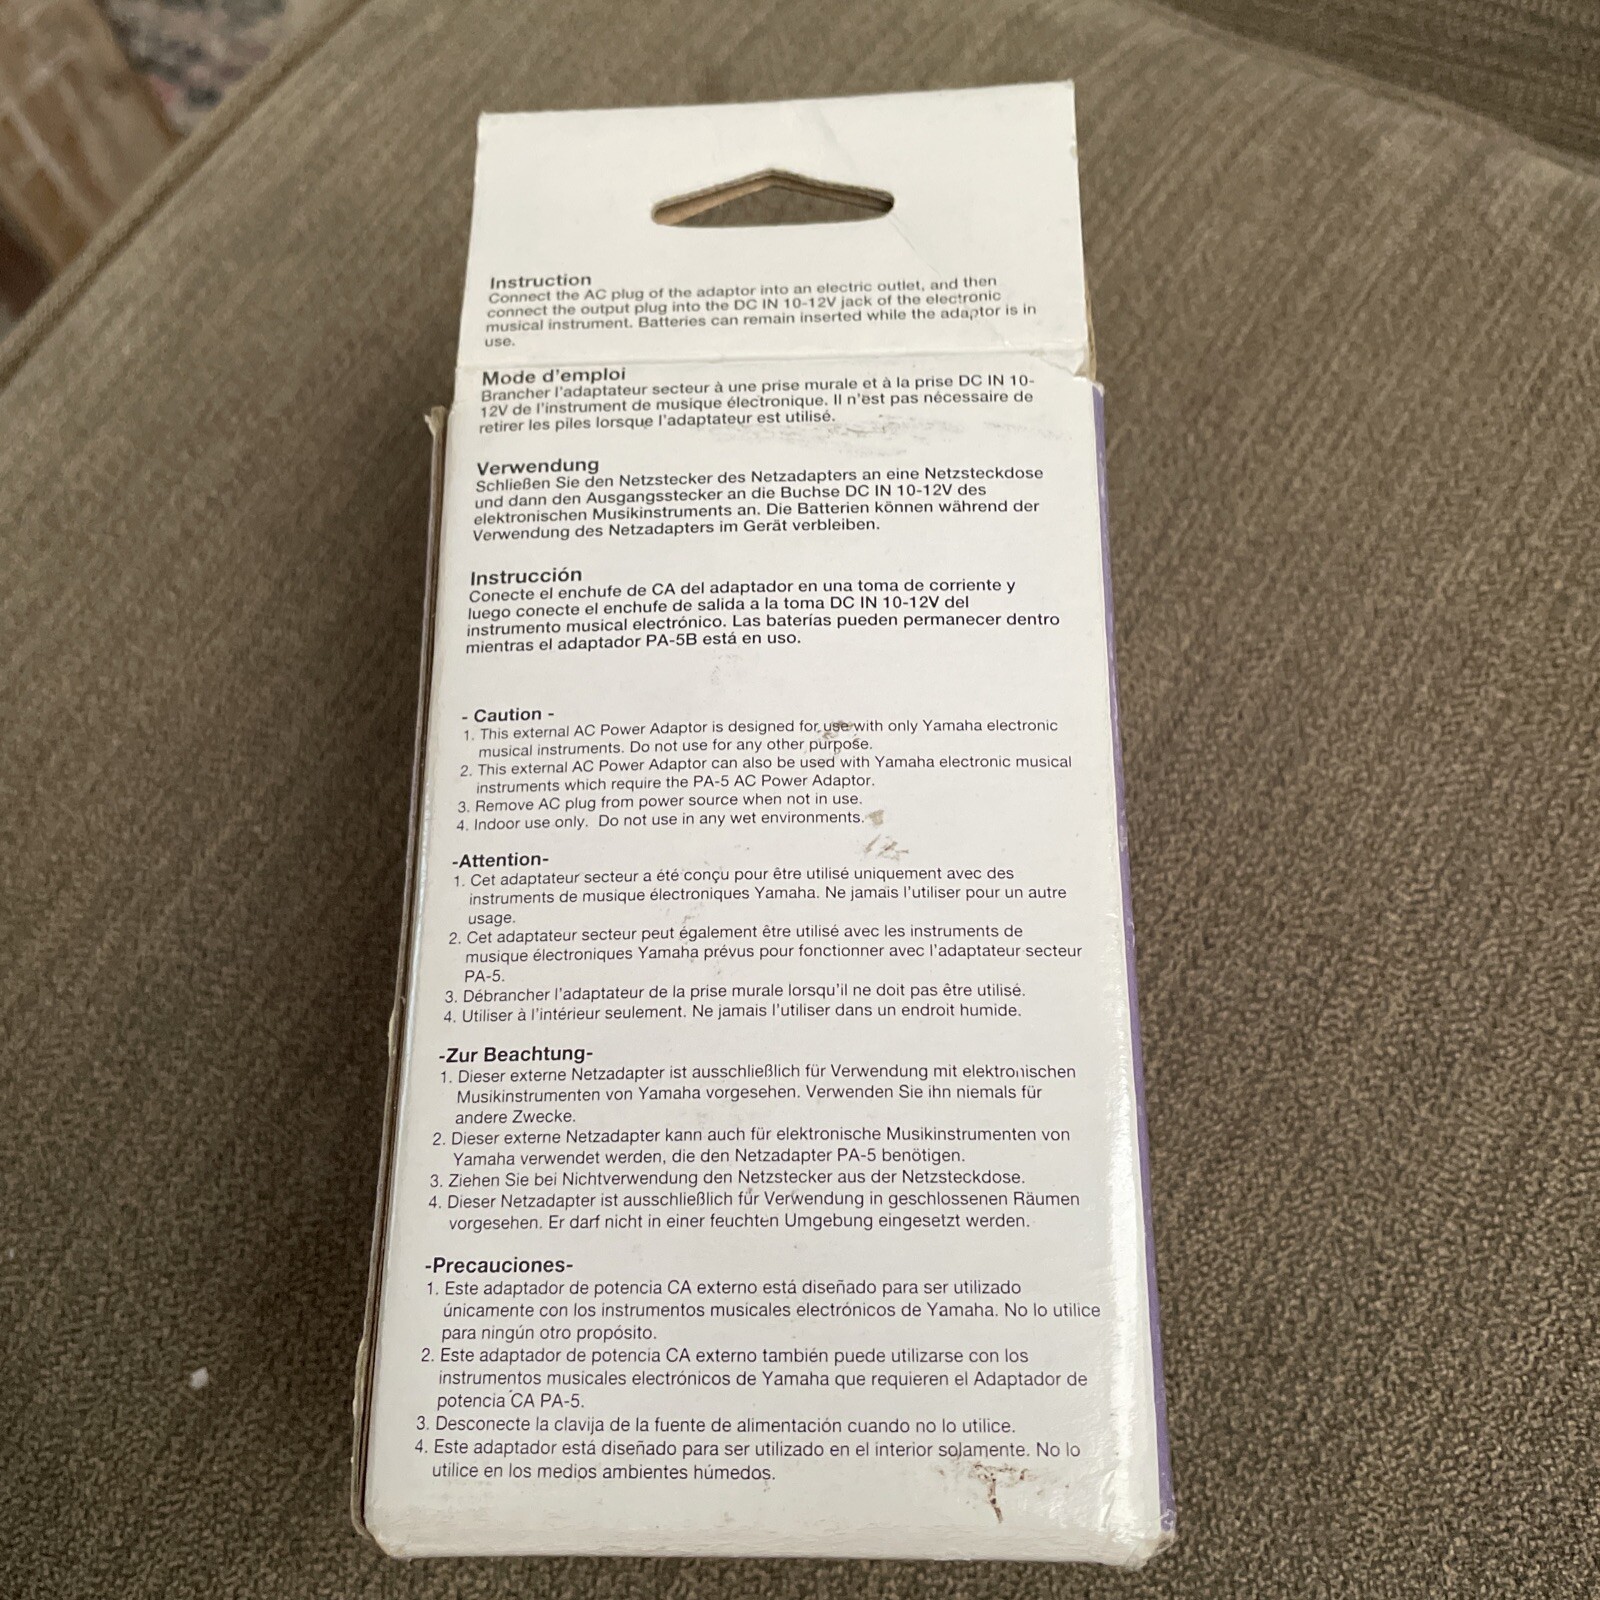 Instruction
Connect the AC plug of the adaptor into an electric outlet, and then
connect the output plug into the DC IN 10-12V jack of the electronic
musical instrument. Batteries can remain inserted while the adaptor is in
use.
Mode d'emploi
Brancher l'adaptateur secteur à une prise murale et à la prise DC IN 10-
12V de l'instrument de musique électronique. Il n'est pas nécessaire de
retirer les piles lorsque l'adaptateur est utilisé.
Verwendung
Schließen Sie den Netzstecker des Netzadapters an eine Netzsteckdose
und dann den Ausgangsstecker an die Buchse DC IN 10-12V des
elektronischen Musikinstruments an. Die Batterien können während der
Verwendung des Netzadapters im Gerät verbleiben.
Instrucción
Conecte el enchufe de CA del adaptador en una toma de corriente y
luego conecte el enchufe de salida a la toma DC IN 10-12V del
instrumento musical electrónico. Las baterías pueden permanecer dentro
mientras el adaptador PA-5B está en uso.
- Caution -
1. This external AC Power Adaptor is designed for use with only Yamaha electronic
musical instruments. Do not use for any other purpose.
2. This external AC Power Adaptor can also be used with Yamaha electronic musical
instruments which require the PA-5 AC Power Adaptor.
3. Remove AC plug from power source when not in use.
4. Indoor use only. Do not use in any wet environments.
-Attention-
1. Cet adaptateur secteur a été conçu pour être utilisé uniquement avec des
instruments de musique électroniques Yamaha. Ne jamais l'utiliser pour un autre
usage.
2. Cet adaptateur secteur peut également être utilisé avec les instruments de
musique électroniques Yamaha prévus pour fonctionner avec l'adaptateur secteur
PA-5.
3. Débrancher l'adaptateur de la prise murale lorsqu'il ne doit pas être utilisé.
4. Utiliser à l'intérieur seulement. Ne jamais l'utiliser dans un endroit humide.
-Zur Beachtung-
1. Dieser externe Netzadapter ist ausschließlich für Verwendung mit elektronischen
Musikinstrumenten von Yamaha vorgesehen. Verwenden Sie ihn niemals für
andere Zwecke.
2. Dieser externe Netzadapter kann auch für elektronische Musikinstrumenten von
Yamaha verwendet werden, die den Netzadapter PA-5 benötigen.
3. Ziehen Sie bei Nichtverwendung den Netzstecker aus der Netzsteckdose.
4. Dieser Netzadapter ist ausschließlich für Verwendung in geschlossenen Räumen
vorgesehen. Er darf nicht in einer feuchten Umgebung eingesetzt werden.
-Precauciones-
1. Este adaptador de potencia CA externo está diseñado para ser utilizado
únicamente con los instrumentos musicales electrónicos de Yamaha. No lo utilice
para ningún otro propósito.
2. Este adaptador de potencia CA externo también puede utilizarse con los
instrumentos musicales electrónicos de Yamaha que requieren el Adaptador de
potencia CA PA-5.
3. Desconecte la clavija de la fuente de alimentación cuando no lo utilice.
4. Este adaptador está diseñado para ser utilizado en el interior solamente. No lo
utilice en los medios ambientes húmedos.